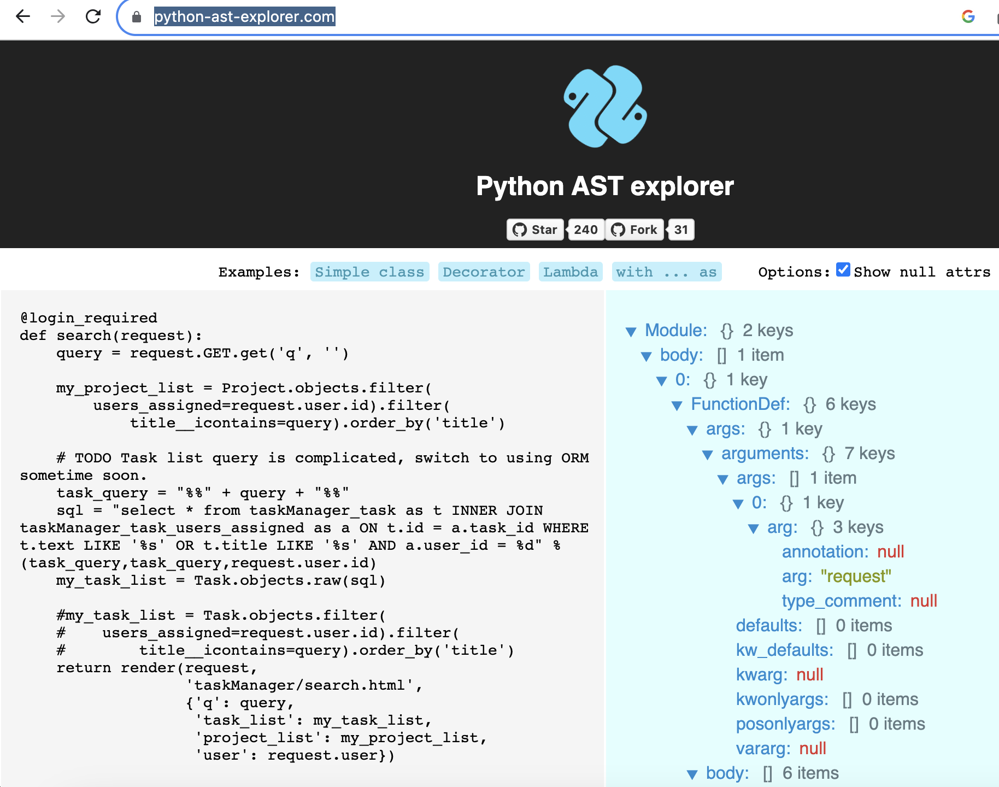 python-ast-explorer.com
Python AST explorer
Star 240 Fork 31
Examples: Simple class Decorator Lambda with ... as Options: Show null attrs
@login_required
def search(request):
    query = request.GET.get('q', '')
    my_project_list = Project.objects.filter(
        users_assigned=request.user.id).filter(
            title__icontains=query).order_by('title')
    # TODO Task list query is complicated, switch to using ORM
sometime soon.
    task_query = "%%" + query + "%%"
    sql = "select * from taskManager_task as t INNER JOIN
taskManager_task_users_assigned as a ON t.id = a.task_id WHERE
t.text LIKE '%s' OR t.title LIKE '%s' AND a.user_id = %d" %
(task_query,task_query,request.user.id)
    my_task_list = Task.objects.raw(sql)
    #my_task_list = Task.objects.filter(
    #    users_assigned=request.user.id).filter(
    #        title__icontains=query).order_by('title')
    return render(request,
                  'taskManager/search.html',
                  {'q': query,
                   'task_list': my_task_list,
                   'project_list': my_project_list,
                   'user': request.user})
▼ Module: {} 2 keys
▼ body: [] 1 item
▼ 0: {} 1 key
▼ FunctionDef: {} 6 keys
▼ args: {} 1 key
▼ arguments: {} 7 keys
▼ args: [] 1 item
▼ 0: {} 1 key
▼ arg: {} 3 keys
annotation: null
arg: "request"
type_comment: null
defaults: [] 0 items
kw_defaults: [] 0 items
kwarg: null
kwonlyargs: [] 0 items
posonlyargs: [] 0 items
vararg: null
▼ body: [] 6 items